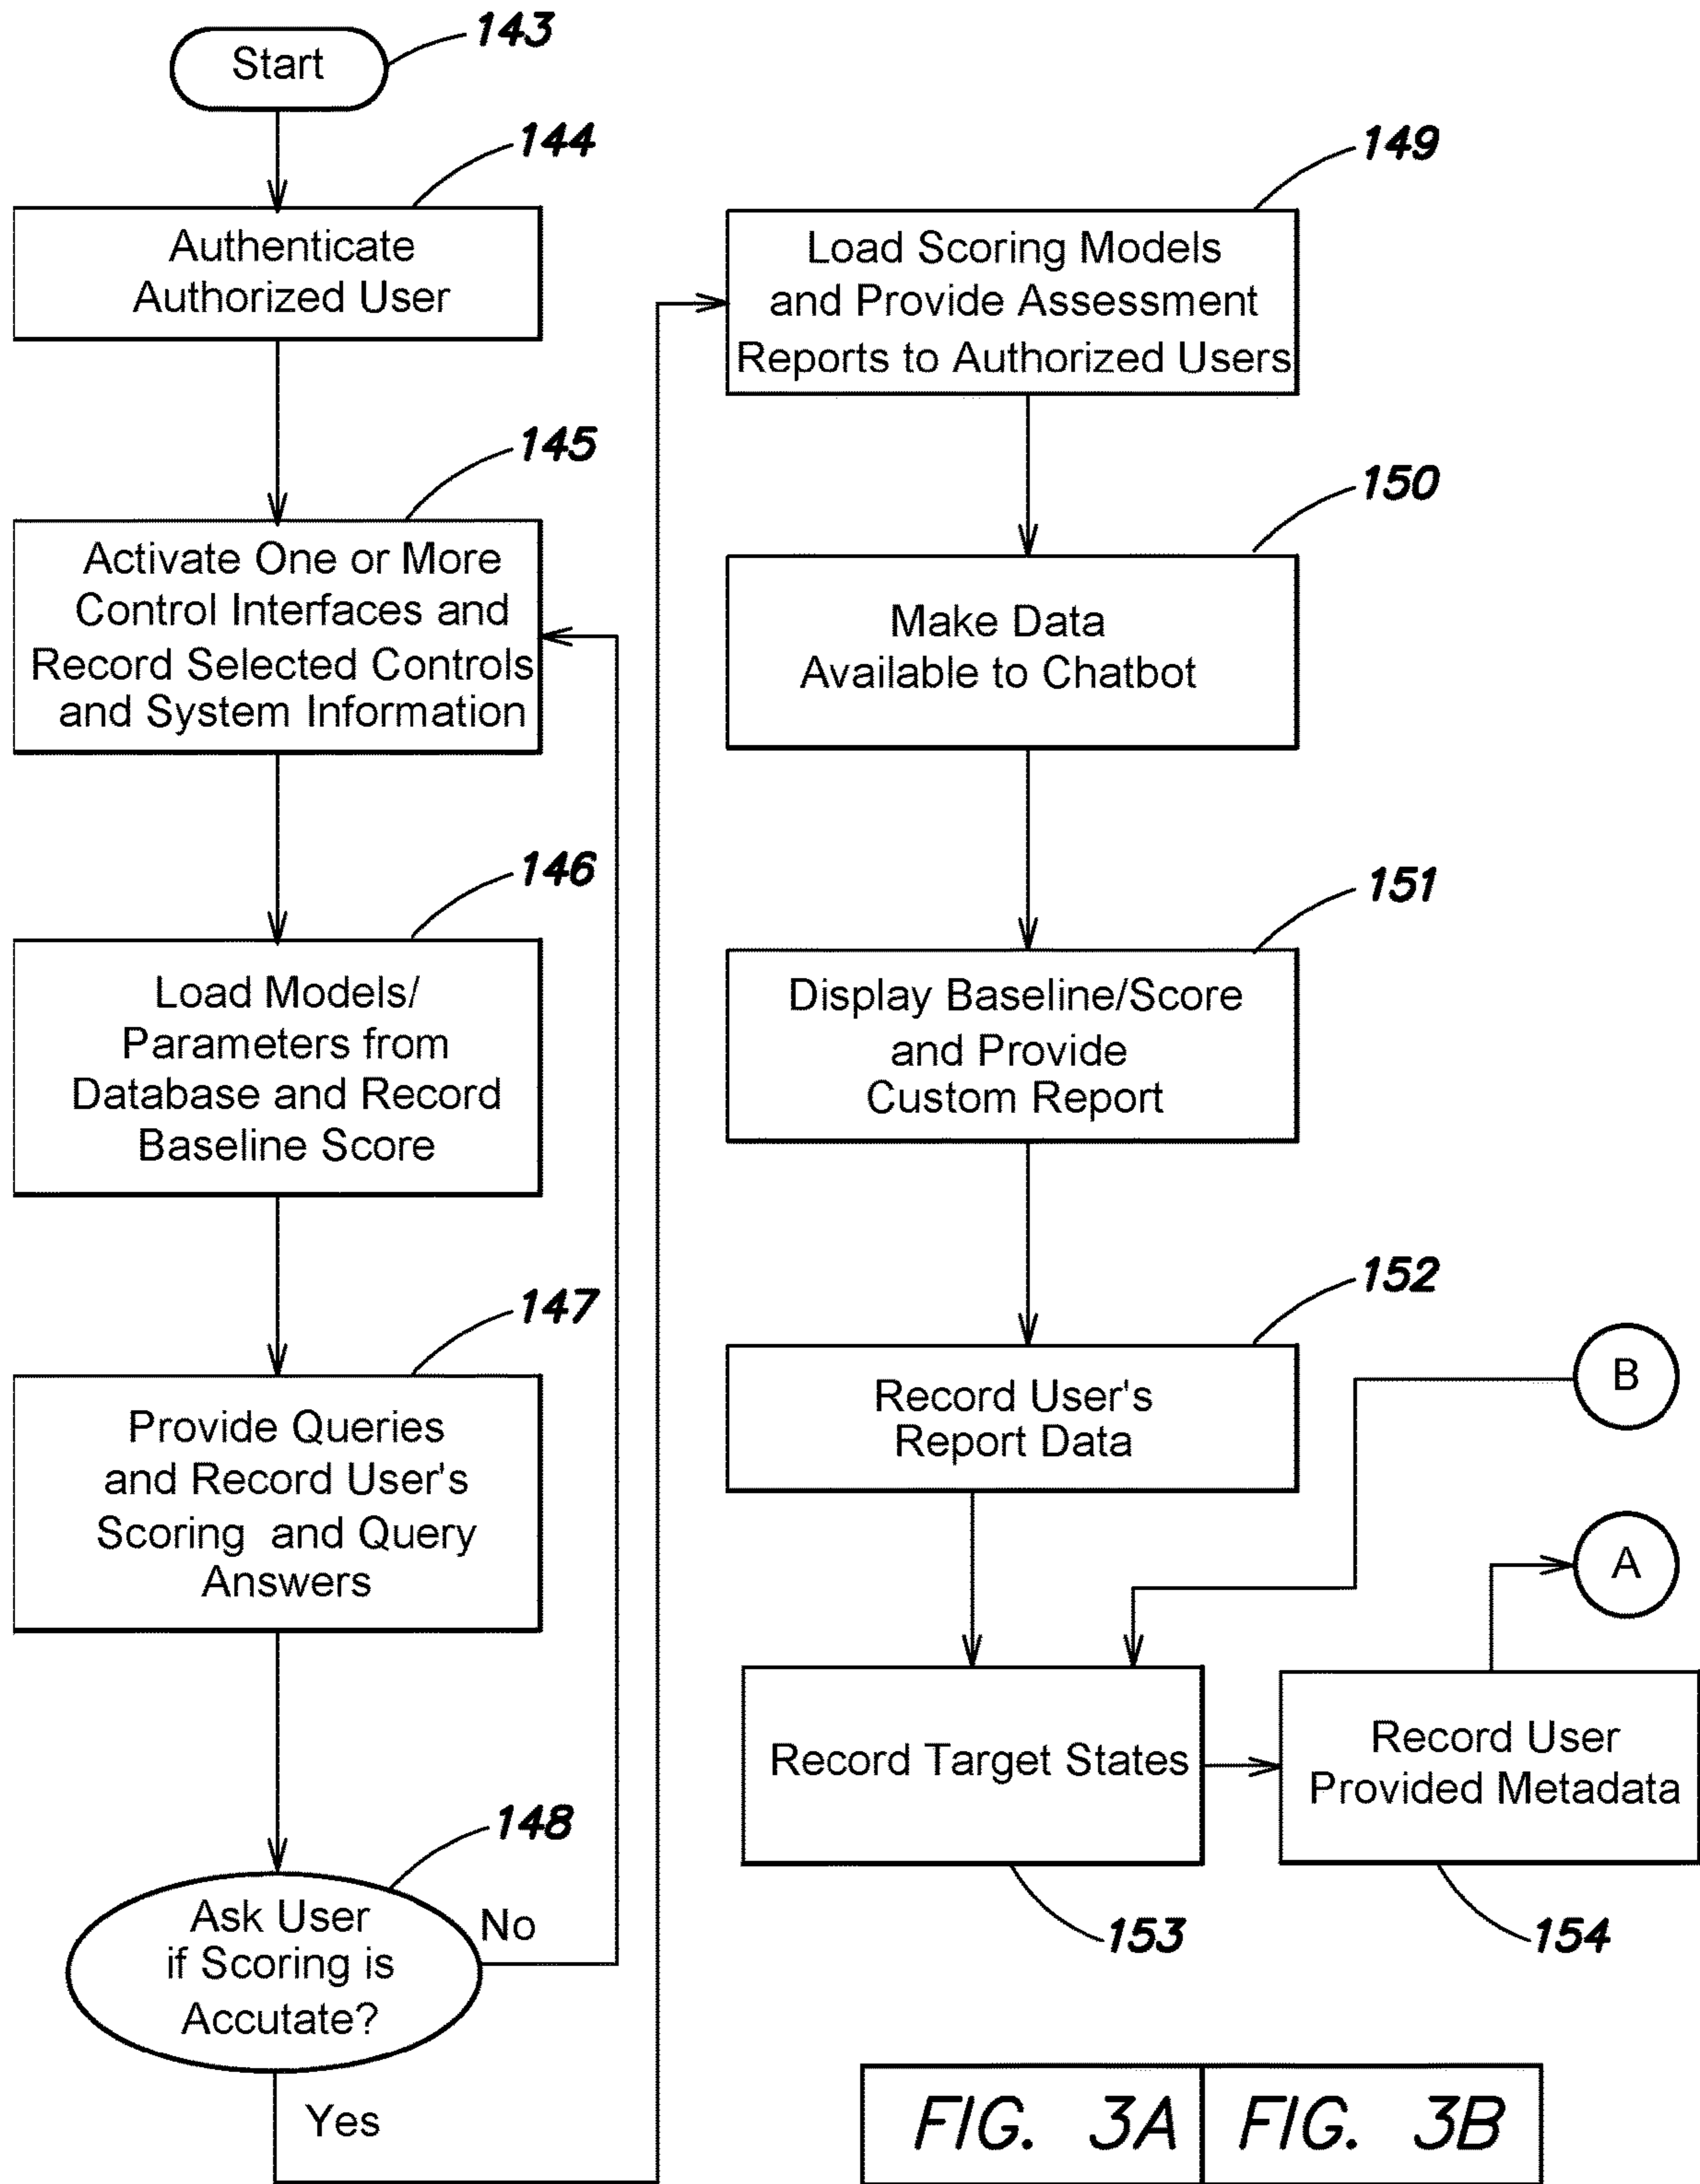 143
Start
144
Authenticate
Authorized User
145
Activate One or More
Control Interfaces and
Record Selected Controls
and System Information
146
Load Models/
Parameters from
Database and Record
Baseline Score
147
Provide Queries
and Record User's
Scoring and Query
Answers
148
Ask User
if Scoring is
Accutate?
No
Yes
149
Load Scoring Models
and Provide Assessment
Reports to Authorized Users
150
Make Data
Available to Chatbot
151
Display Baseline/Score
and Provide
Custom Report
152
Record User's
Report Data
B
A
Record Target States
153
Record User
Provided Metadata
154
FIG. 3A
FIG. 3B